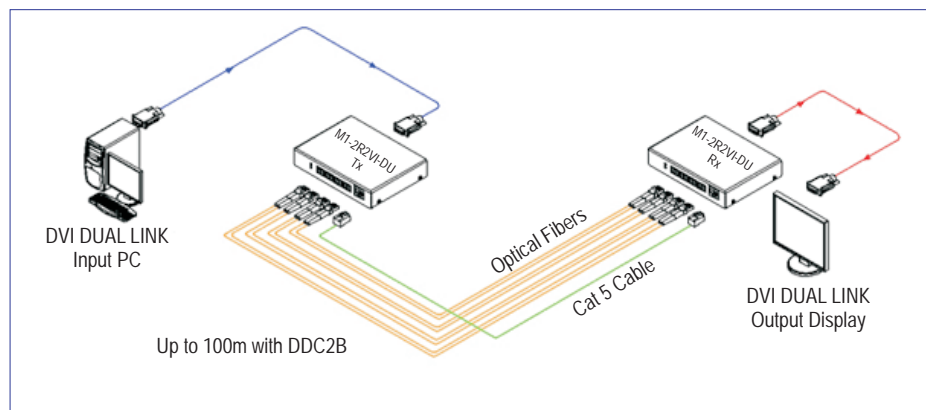 M1-2R2VI-DU
Tx
M1-2R2VI-DU
Rx
DVI DUAL LINK
Input PC
Optical Fibers
Cat 5 Cable
DVI DUAL LINK
Output Display
Up to 100m with DDC2B